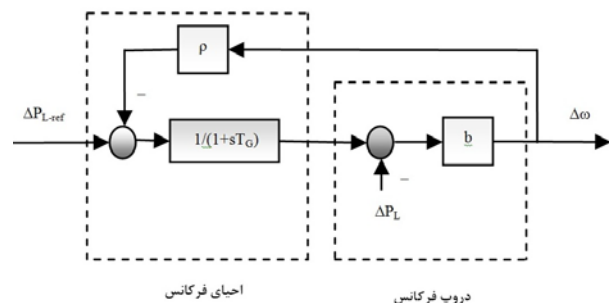 ρ
ΔP_L-ref
–
1/(1+sT_G)
–
b
Δω
ΔP_L
احیای فرکانس
دروپ فرکانس